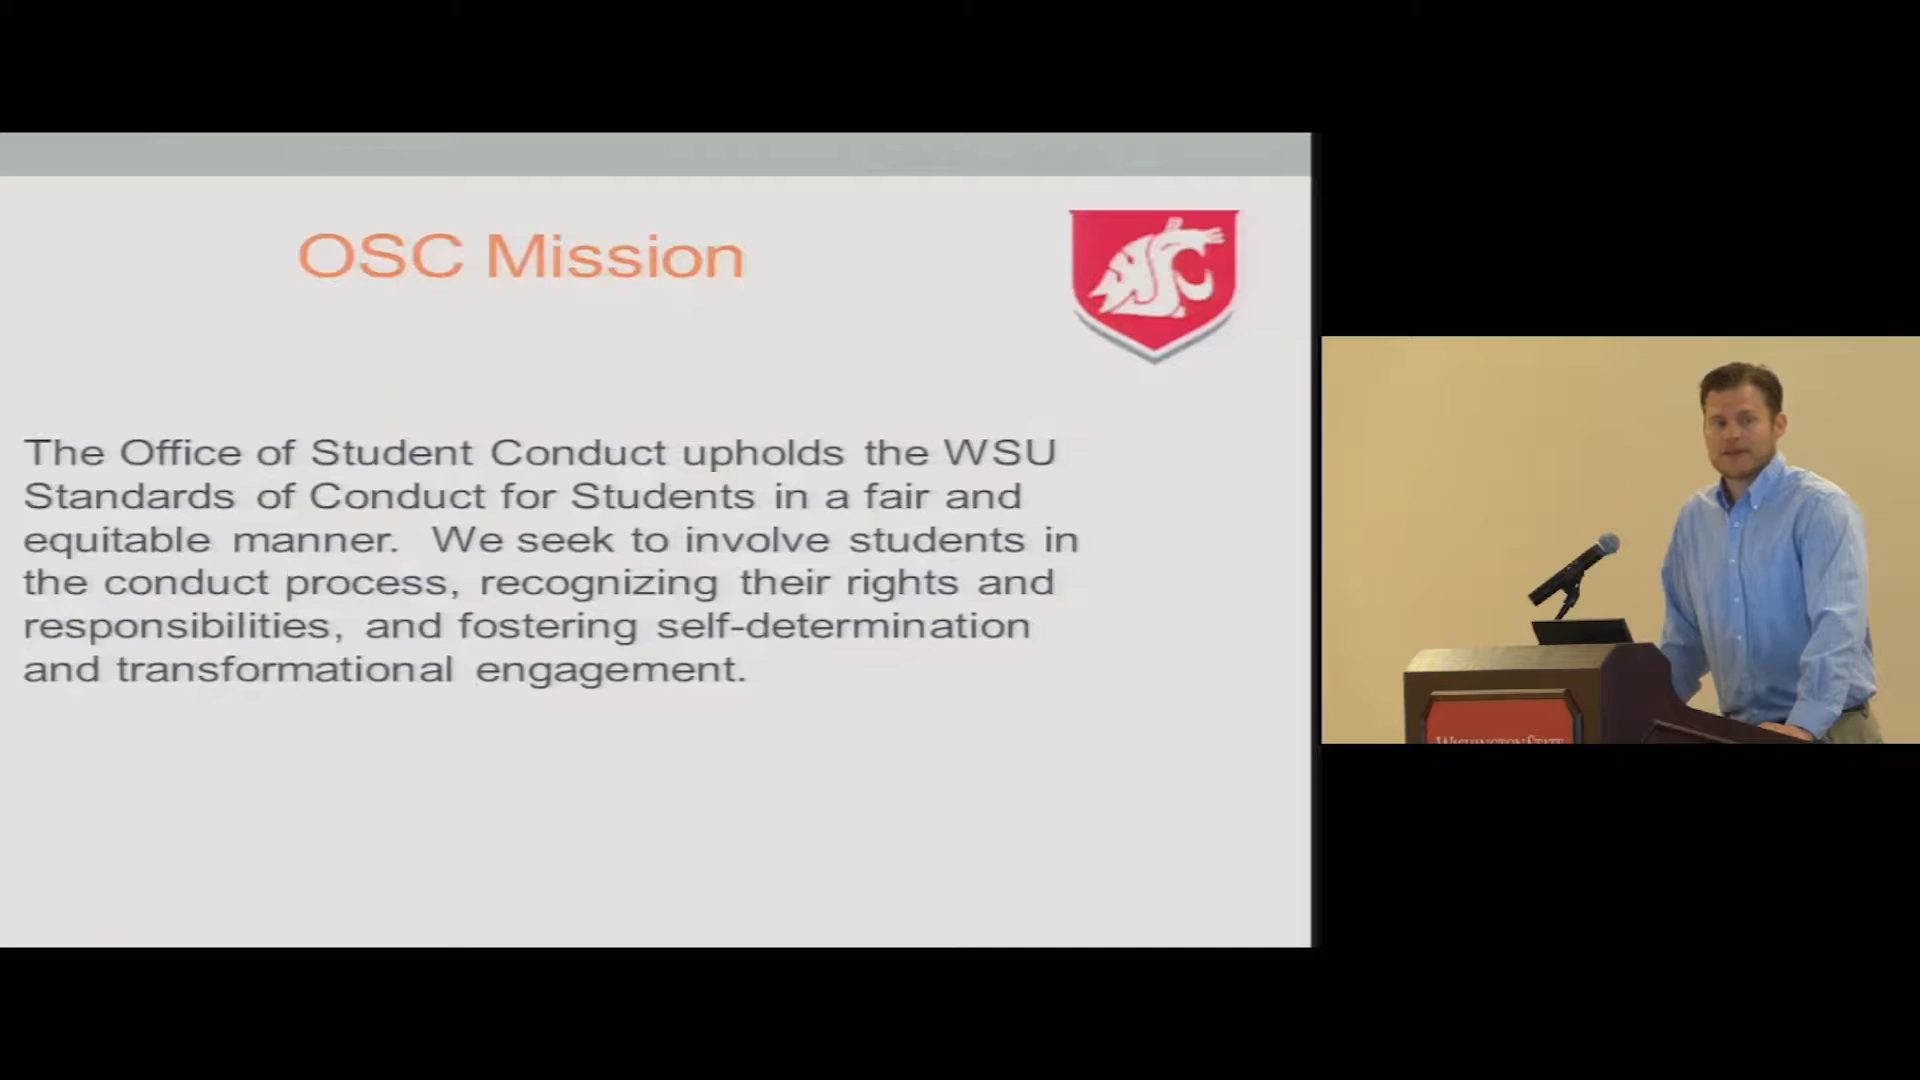 OSC Mission
The Office of Student Conduct upholds the WSU
Standards of Conduct for Students in a fair and
equitable manner. We seek to involve students in
the conduct process, recognizing their rights and
responsibilities, and fostering self-determination
and transformational engagement.
WASHINGTON STATE